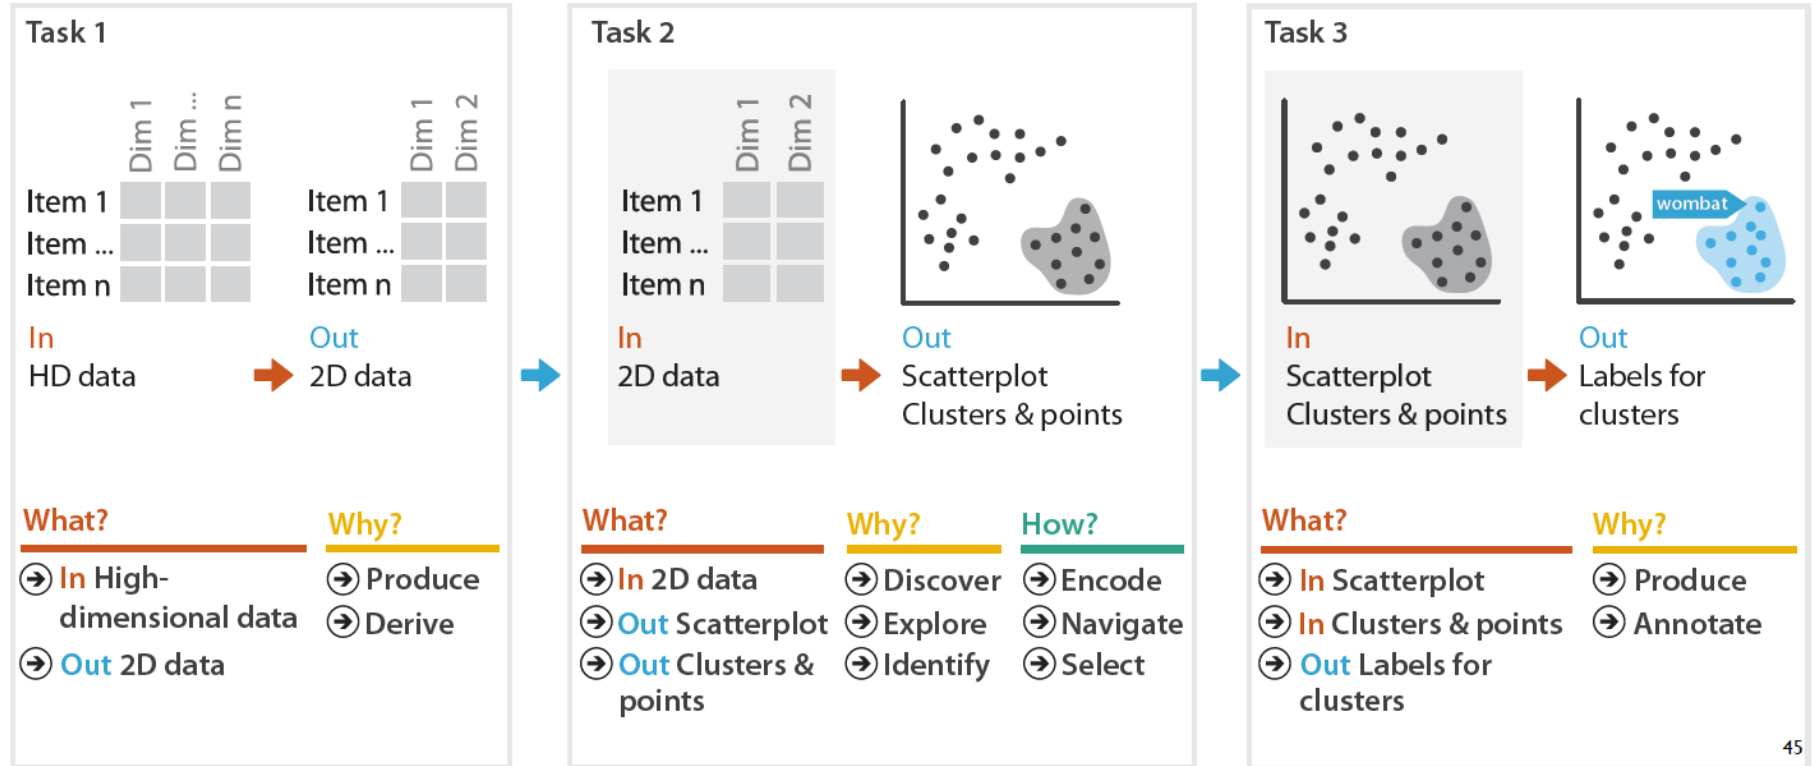 Task 1
Dim 1
Dim ...
Dim n
Item 1
Item ...
Item n
In
HD data
Dim 1
Dim 2
Item 1
Item ...
Item n
Out
2D data
What?
In High-
dimensional data
Out 2D data
Why?
Produce
Derive
Task 2
Dim 1
Dim 2
Item 1
Item ...
Item n
In
2D data
Out
Scatterplot
Clusters & points
What?
In 2D data
Out Scatterplot
Out Clusters &
points
Why?
Discover
Explore
Identify
How?
Encode
Navigate
Select
Task 3
In
Scatterplot
Clusters & points
wombat
Out
Labels for
clusters
What?
In Scatterplot
In Clusters & points
Out Labels for
clusters
Why?
Produce
Annotate
45